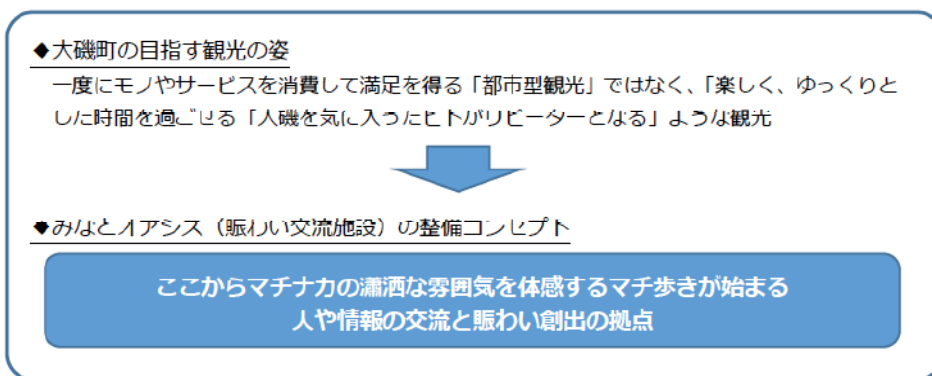 ◆大磯町の目指す観光の姿
一度にモノやサービスを消費して満足を得る「都市型観光」ではなく、「楽しく、ゆっくりと
した時間を過ごせる「大磯を気に入ったヒトがリピーターとなる」ような観光
◆みなとオアシス（賑わい交流施設）の整備コンセプト
ここからマチナカの瀟洒な雰囲気を体感するマチ歩きが始まる
人や情報の交流と賑わい創出の拠点